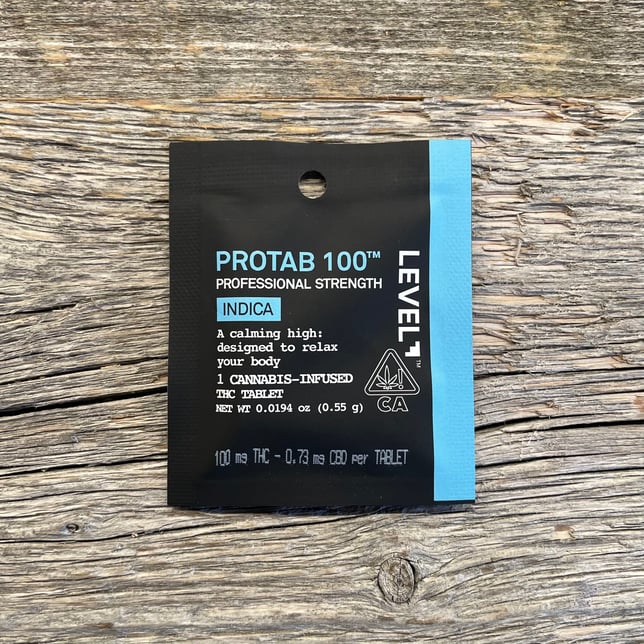 PROTAB 100™
PROFESSIONAL STRENGTH
INDICA
A calming high:
designed to relax
your body
1 CANNABIS-INFUSED
THC TABLET
NET WT 0.0194 oz (0.55 g)
100 mg THC - 0.73 mg CBD per TABLET
LEVEL™
!
CA